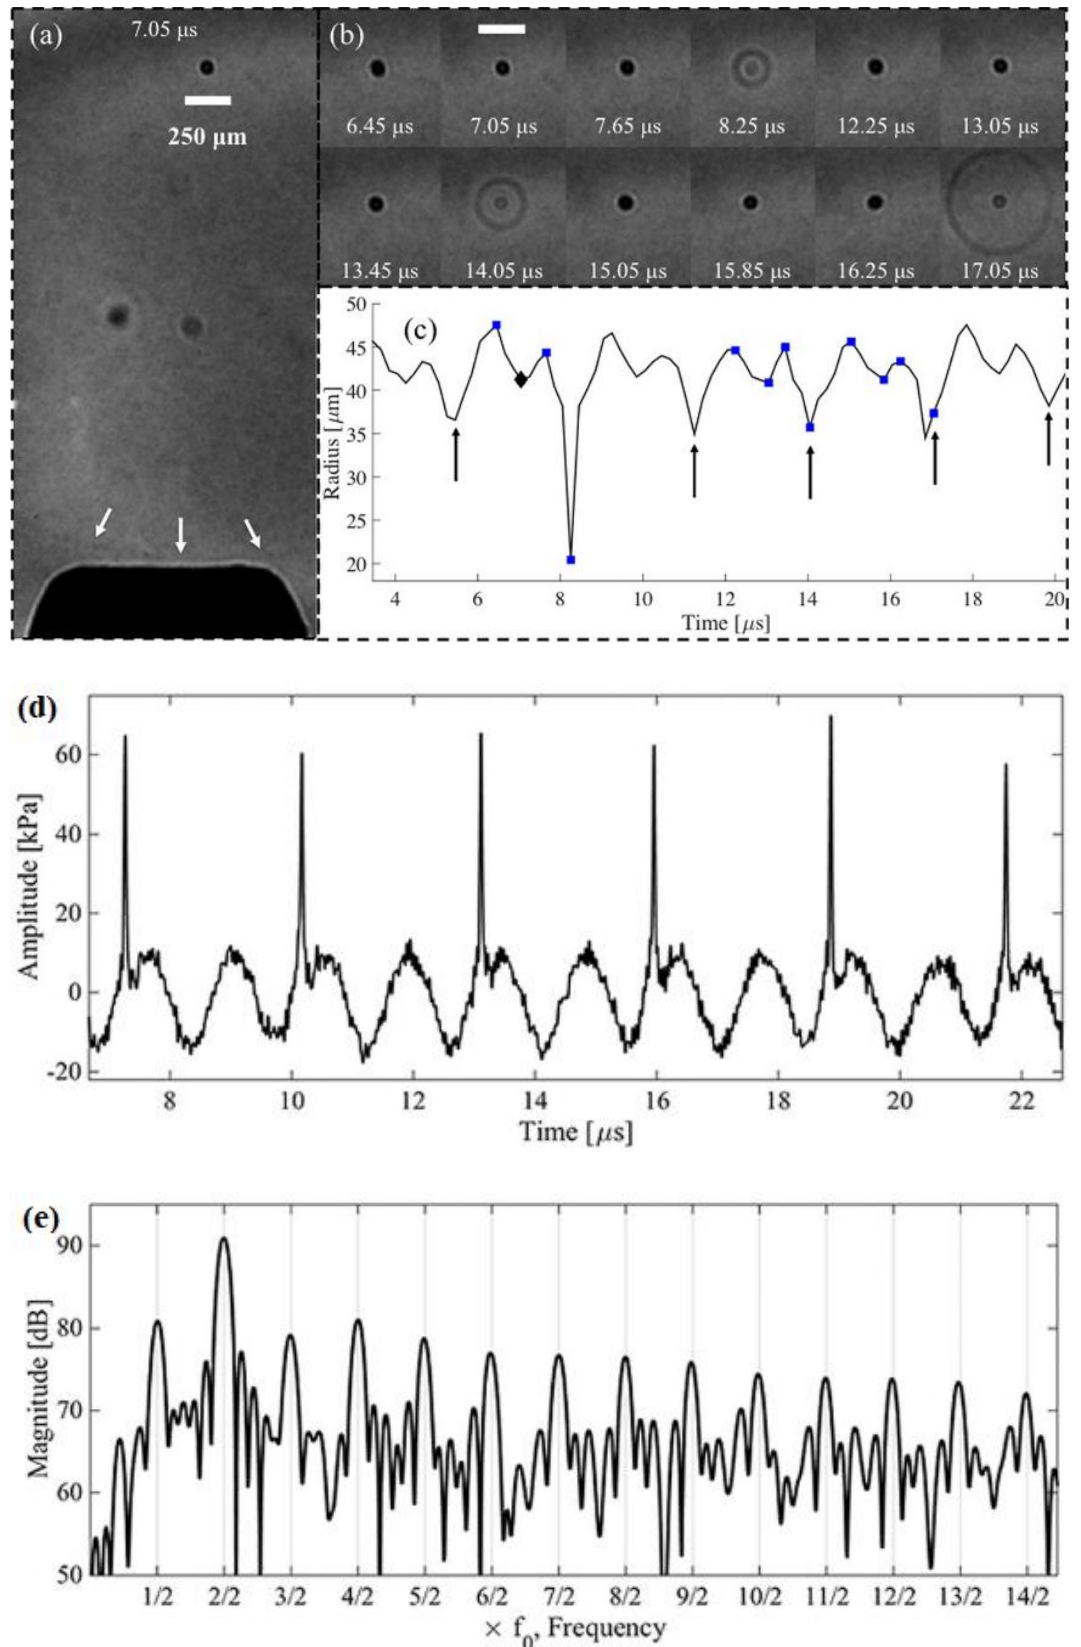 (a)
7.05 μs
250 μm
(b)
6.45 μs 7.05 μs 7.65 μs 8.25 μs 12.25 μs 13.05 μs
13.45 μs 14.05 μs 15.05 μs 15.85 μs 16.25 μs 17.05 μs
(c)
50
45
40
35
30
25
20
Radius [μm]
4 6 8 10 12 14 16 18 20
Time [μs]
(d)
60
40
20
0
-20
Amplitude [kPa]
8 10 12 14 16 18 20 22
Time [μs]
(e)
90
80
70
60
50
Magnitude [dB]
1/2 2/2 3/2 4/2 5/2 6/2 7/2 8/2 9/2 10/2 11/2 12/2 13/2 14/2
× f₀, Frequency